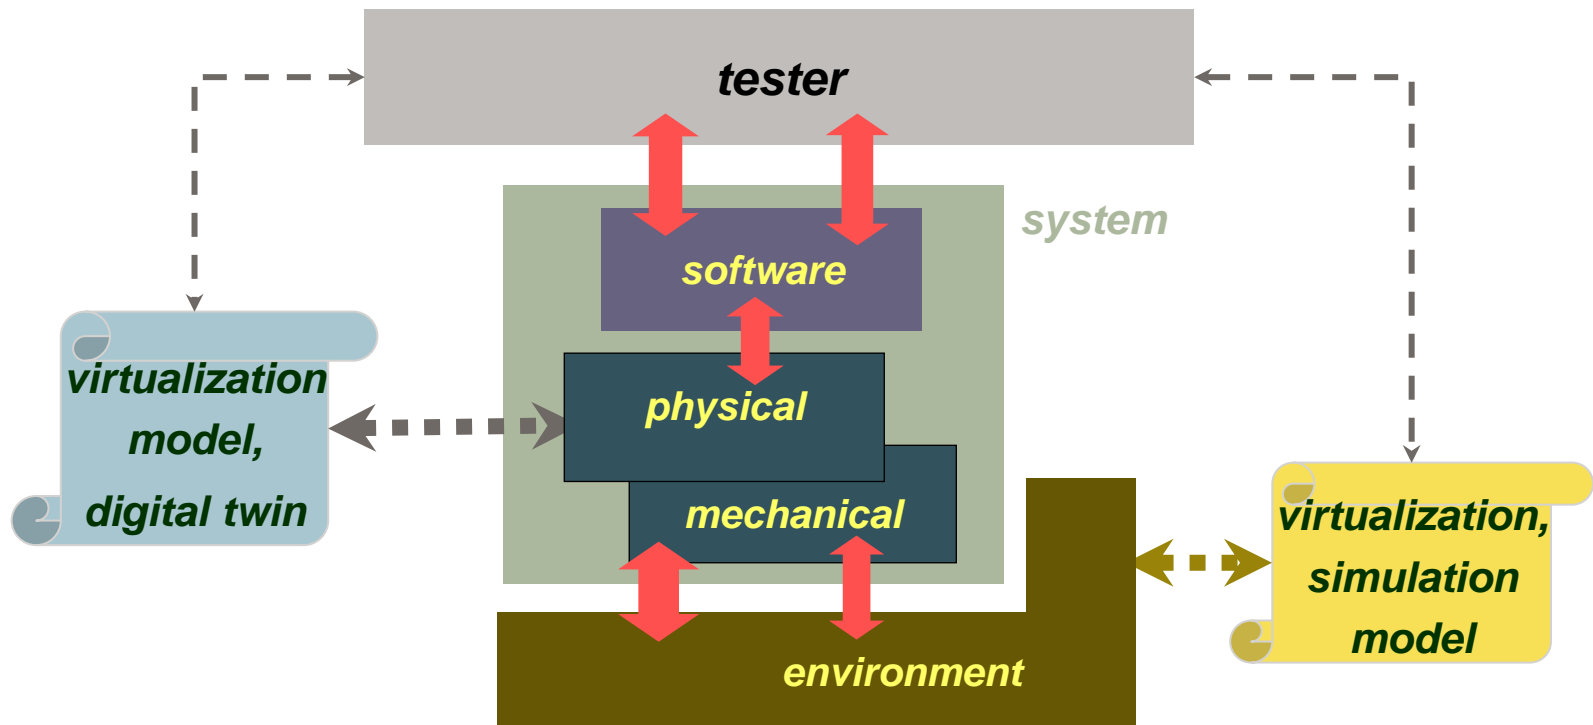 tester
system
software
virtualization
model,
digital twin
physical
mechanical
virtualization,
simulation
model
environment